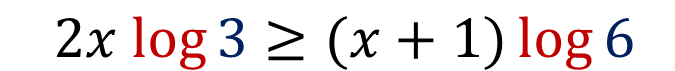 2x log 3 ≥ (x + 1) log 6